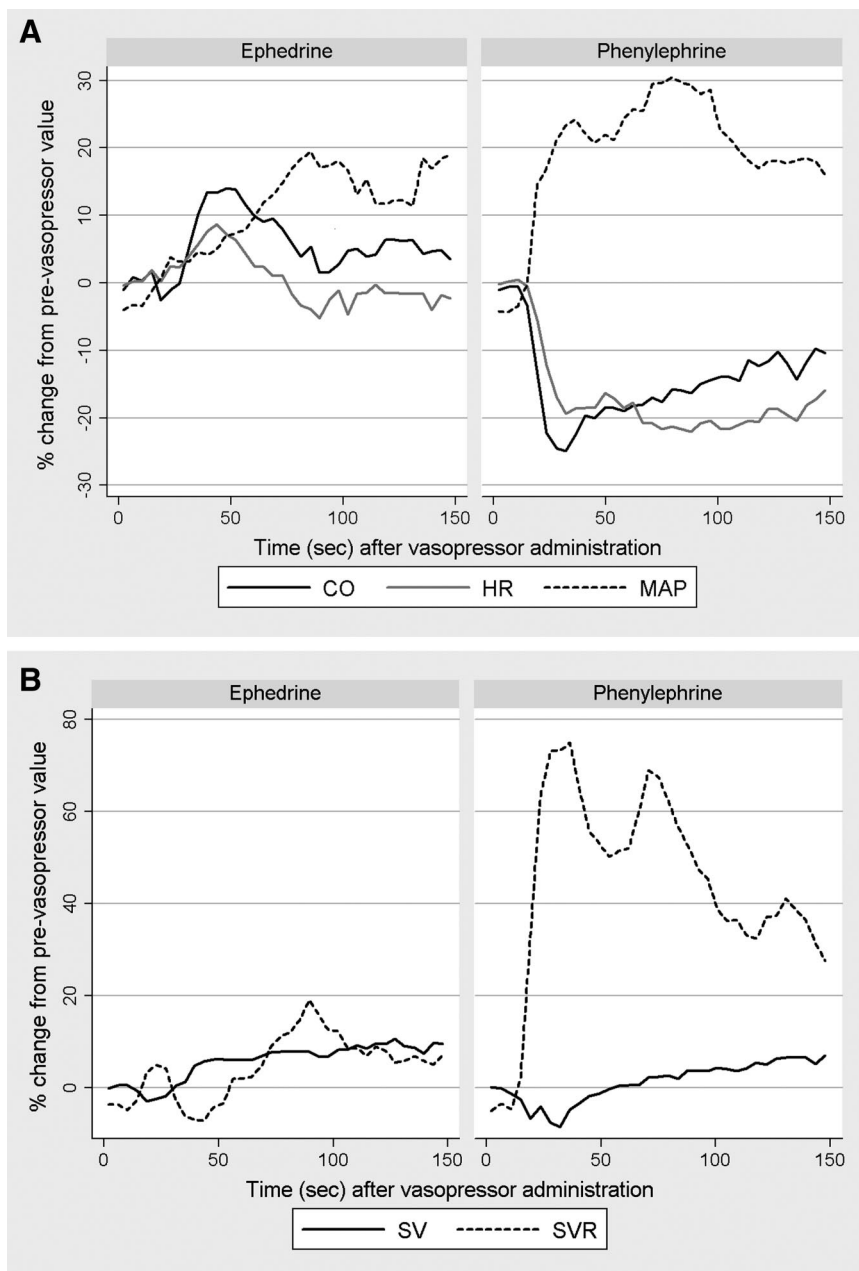 A
Ephedrine
Phenylephrine
% change from pre-vasopressor value
30
20
10
0
-10
-20
-30
0 50 100 150
0 50 100 150
Time (sec) after vasopressor administration
CO HR MAP
B
Ephedrine
Phenylephrine
% change from pre-vasopressor value
80
60
40
20
0
0 50 100 150
0 50 100 150
Time (sec) after vasopressor administration
SV SVR